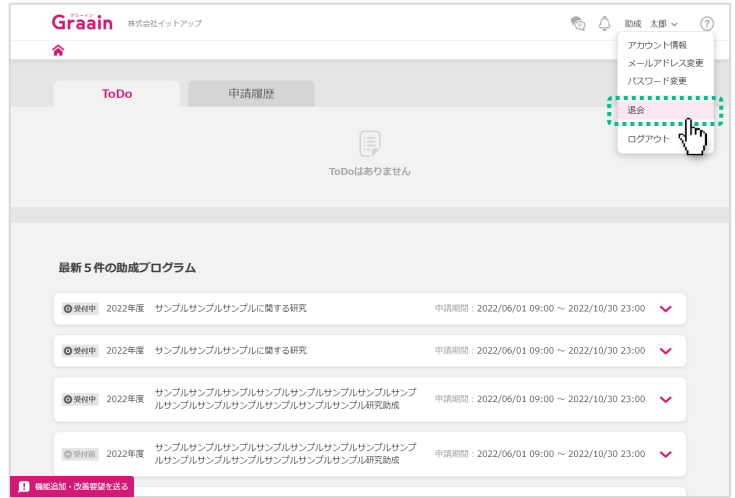 グラーイン
Graain 株式会社イットアップ 助成 太郎
アカウント情報
メールアドレス変更
パスワード変更
退会
ログアウト
ToDo 申請履歴
ToDoはありません
最新５件の助成プログラム
受付中 2022年度 サンプルサンプルサンプルに関する研究 申請期間：2022/06/01 09:00 ～ 2022/10/30 23:00
受付中 2022年度 サンプルサンプルサンプルに関する研究 申請期間：2022/06/01 09:00 ～ 2022/10/30 23:00
受付中 2022年度 サンプルサンプルサンプルサンプルサンプルサンプルサンプルサンプ
ルサンプルサンプルサンプルサンプルサンプルサンプル研究助成 申請期間：2022/06/01 09:00 ～ 2022/10/30 23:00
受付前 2022年度 サンプルサンプルサンプルサンプルサンプルサンプルサンプルサンプ
ルサンプルサンプルサンプルサンプルサンプルサンプル研究助成 申請期間：2022/06/01 09:00 ～ 2022/10/30 23:00
機能追加・改善要望を送る